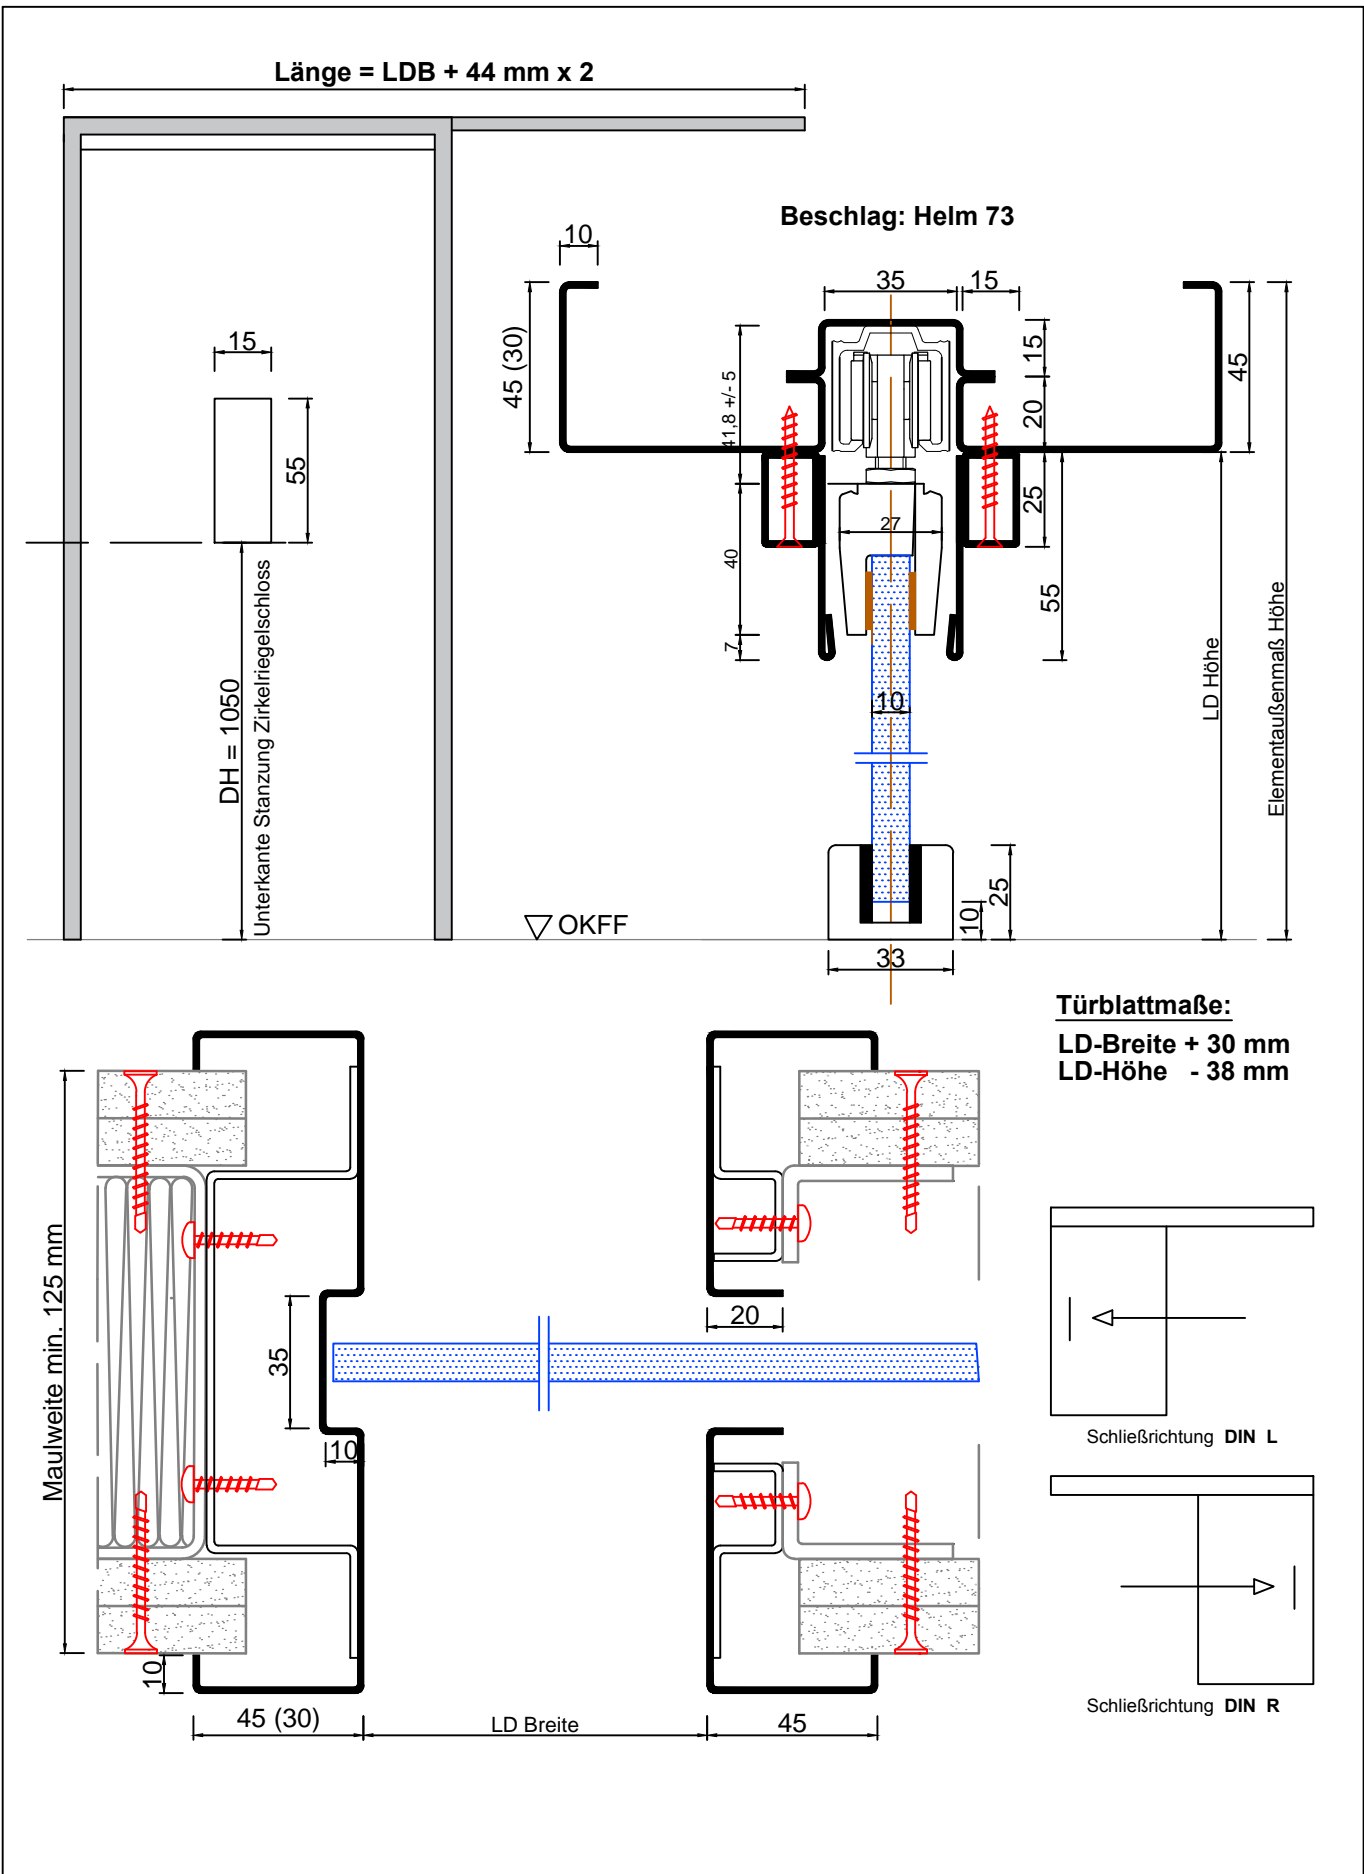 Länge = LDB + 44 mm x 2
Beschlag: Helm 73
10
35
15
45 (30)
41,8 +/- 5
15
20
45
15
55
25
27
40
55
7
10
DH = 1050
Unterkante Stanzung Zirkelriegelschloss
LD Höhe
Elementaußenmaß Höhe
25
10
OKFF
33
Türblattmaße:
LD-Breite + 30 mm
LD-Höhe - 38 mm
Maulweite min. 125 mm
35
20
10
Schließrichtung DIN L
10
45 (30)
LD Breite
45
Schließrichtung DIN R